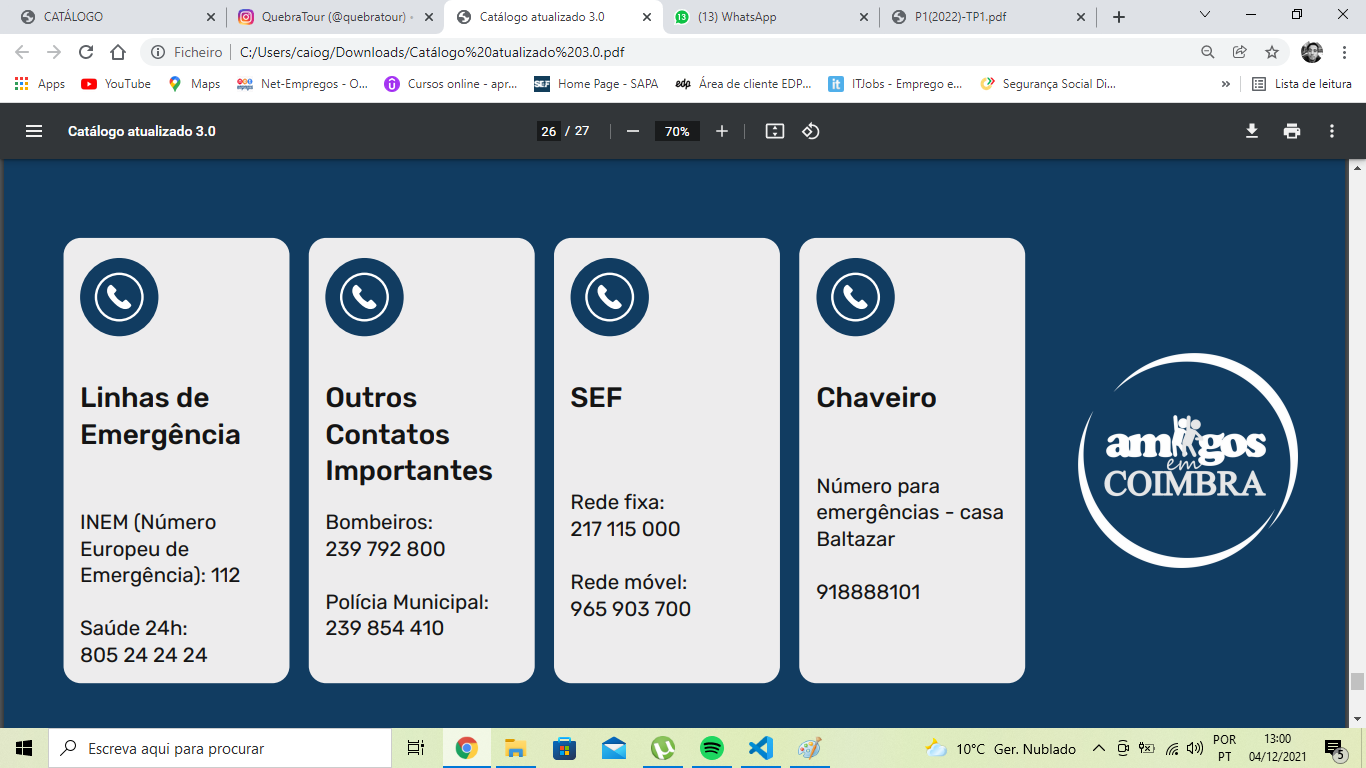 CATÁLOGO
QuebraTour (@quebratour) •
Catálogo atualizado 3.0
(13) WhatsApp
P1(2022)-TP1.pdf
Ficheiro
C:/Users/caiog/Downloads/Catálogo%20atualizado%203.0.pdf
Apps
YouTube
Maps
Net-Empregos - O...
Cursos online - apr...
SEF
Home Page - SAPA
edp
Área de cliente EDP...
it
ITJobs - Emprego e...
Segurança Social Di...
»
Lista de leitura
Catálogo atualizado 3.0
26 / 27
70%
Linhas de
Emergência
INEM (Número
Europeu de
Emergência): 112
Saúde 24h:
805 24 24 24
Outros
Contatos
Importantes
Bombeiros:
239 792 800
Polícia Municipal:
239 854 410
SEF
Rede fixa:
217 115 000
Rede móvel:
965 903 700
Chaveiro
Número para
emergências - casa
Baltazar
918888101
amigos
em
COIMBRA
Escreva aqui para procurar
10°C Ger. Nublado
POR
PT
13:00
04/12/2021
5